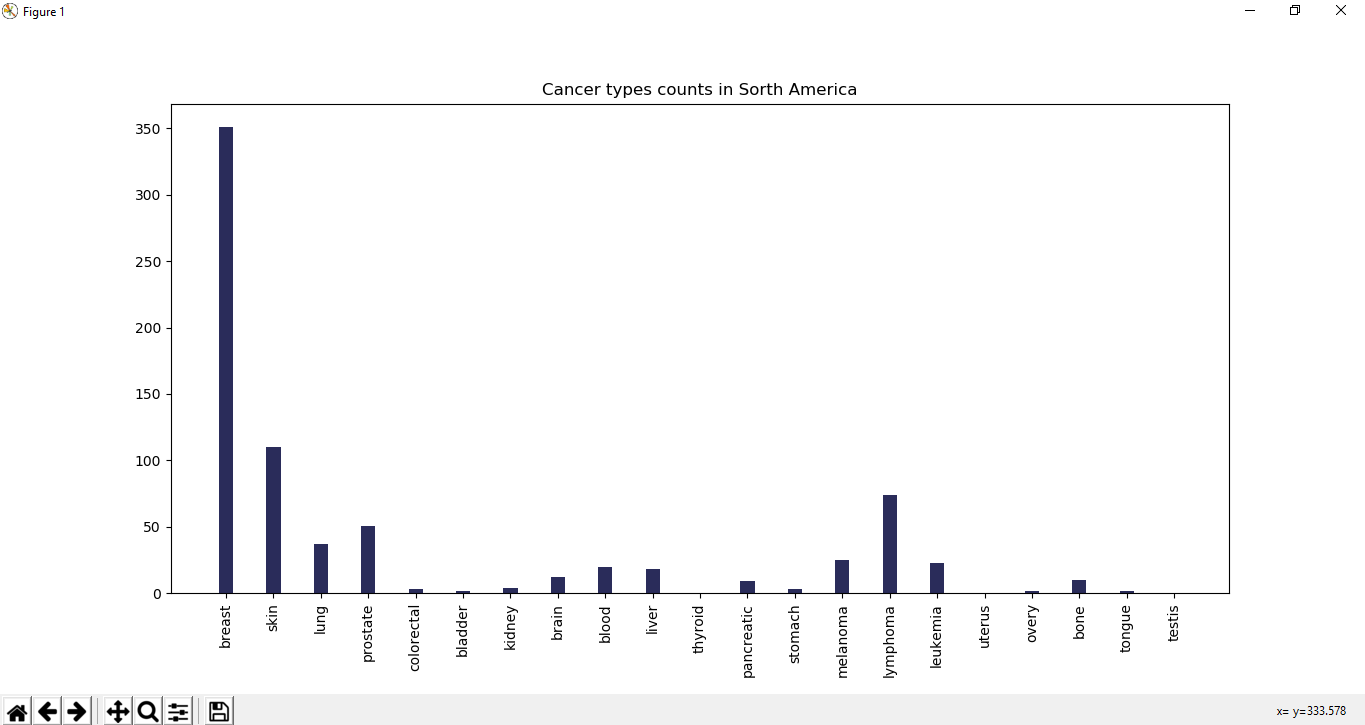 Figure 1
Cancer types counts in Sorth America
350
300
250
200
150
100
50
0
breast
skin
lung
prostate
colorectal
bladder
kidney
brain
blood
liver
thyroid
pancreatic
stomach
melanoma
lymphoma
leukemia
uterus
overy
bone
tongue
testis
x= y=333.578